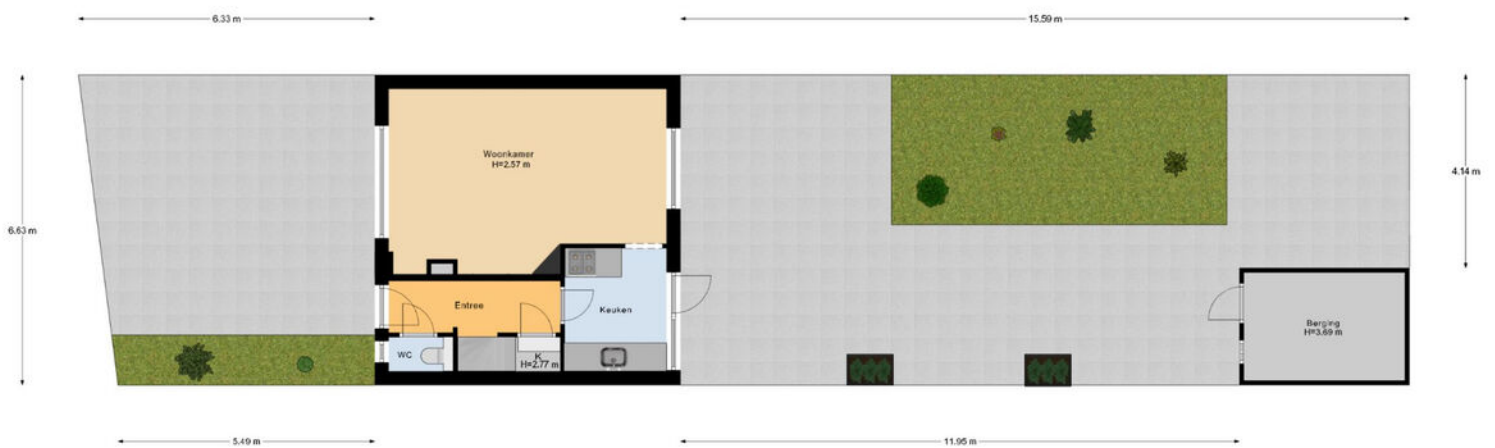 6.33 m
15.59 m
Woonkamer
H=2.57 m
4.14 m
6.63 m
Entree
Keuken
Berging
H=3.69 m
WC
K
H=2.77 m
5.49 m
11.95 m